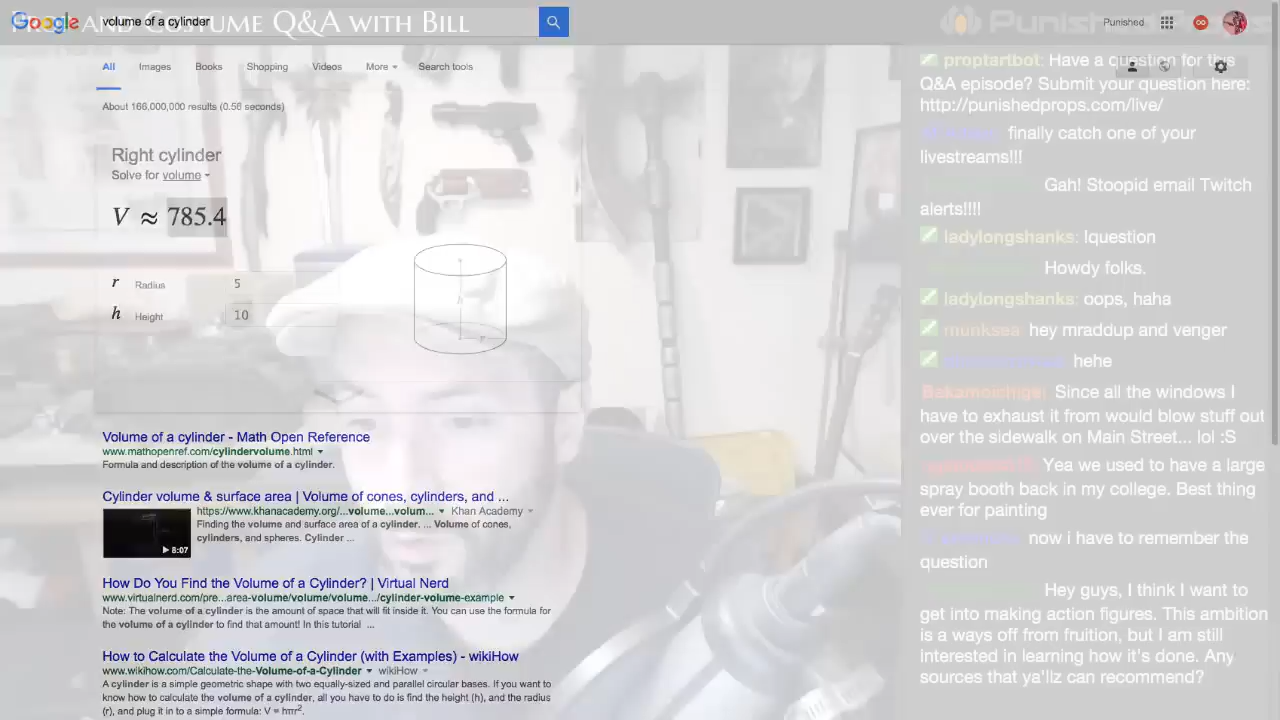 Google
volume of a cylinder
and Costume Q&A with Bill
Punished Props
Punished
All Images Books Shopping Videos More Search tools
About 166,000,000 results (0.56 seconds)
Right cylinder
Solve for volume
V ≈ 785.4
r Radius 5
h Height 10
h
r
Volume of a cylinder - Math Open Reference
www.mathopenref.com/cylindervolume.html
Formula and description of the volume of a cylinder.
Cylinder volume & surface area | Volume of cones, cylinders, and ...
https://www.khanacademy.org/...volume...volum... Khan Academy
Finding the volume and surface area of a cylinder. ... Volume of cones,
cylinders, and spheres. Cylinder ...
8:07
How Do You Find the Volume of a Cylinder? | Virtual Nerd
www.virtualnerd.com/pre...area-volume/volume.../cylinder-volume-example
Note: The volume of a cylinder is the amount of space that will fit inside it. You can use the formula for
the volume of a cylinder to find that amount! In this tutorial ...
How to Calculate the Volume of a Cylinder (with Examples) - wikiHow
www.wikihow.com/Calculate-the-Volume-of-a-Cylinder wikiHow
A cylinder is a simple geometric shape with two equally-sized and parallel circular bases. If you want to
know how to calculate the volume of a cylinder, all you have to do is find the height (h), and the radius
(r), and plug it in to a simple formula: V = hπr².
proptartbot: Have a question for this
Q&A episode? Submit your question here:
http://punishedprops.com/live/
finally catch one of your
livestreams!!!
Gah! Stoopid email Twitch
alerts!!!!
ladylongshanks: !question
Howdy folks.
ladylongshanks: oops, haha
munksea: hey mraddup and venger
hehe
Since all the windows I
have to exhaust it from would blow stuff out
over the sidewalk on Main Street... lol :S
Yea we used to have a large
spray booth back in my college. Best thing
ever for painting
now i have to remember the
question
Hey guys, I think I want to
get into making action figures. This ambition
is a ways off from fruition, but I am still
interested in learning how it's done. Any
sources that ya'llz can recommend?